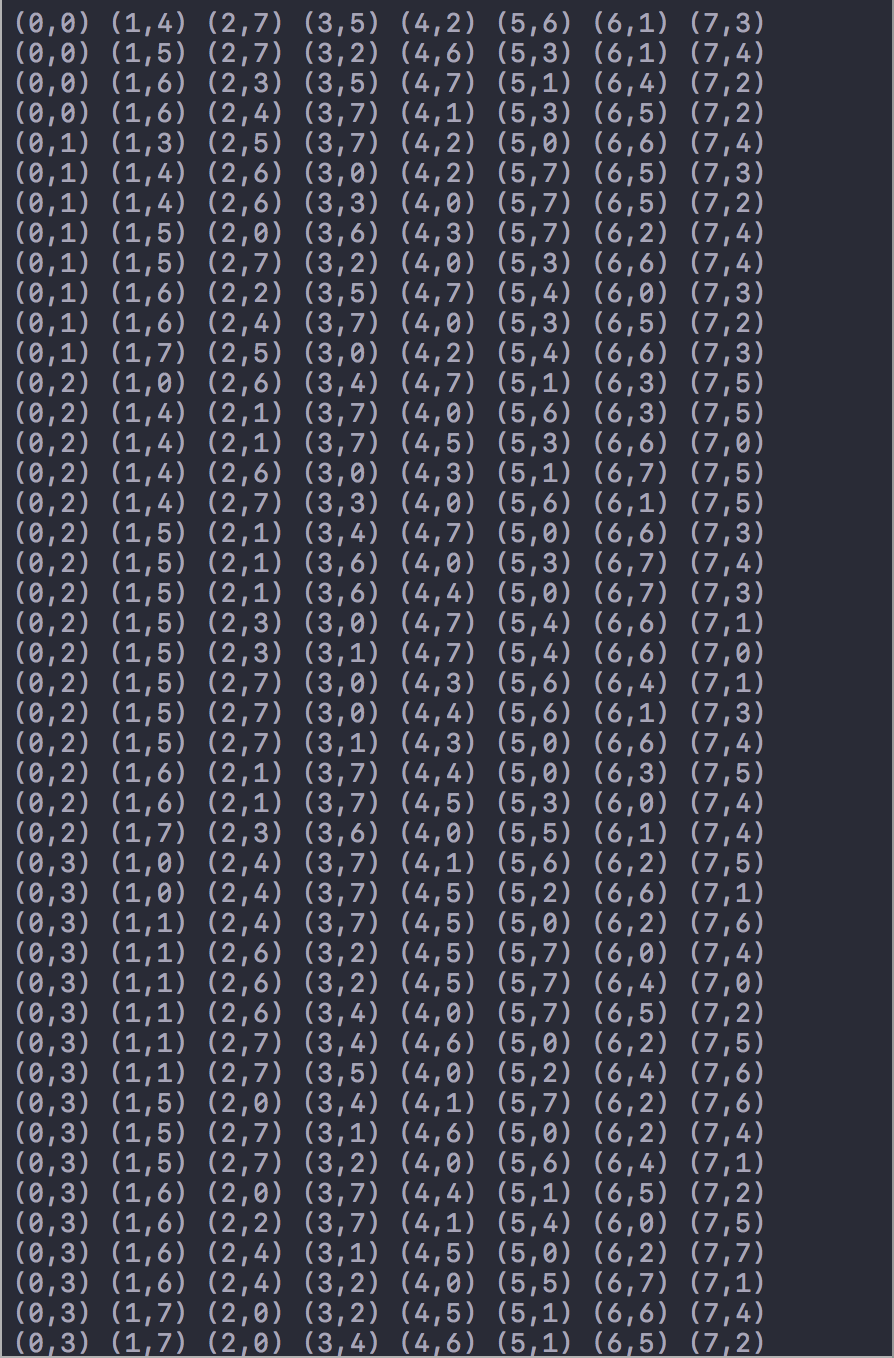 (0,0) (1,4) (2,7) (3,5) (4,2) (5,6) (6,1) (7,3)
(0,0) (1,5) (2,7) (3,2) (4,6) (5,3) (6,1) (7,4)
(0,0) (1,6) (2,3) (3,5) (4,7) (5,1) (6,4) (7,2)
(0,0) (1,6) (2,4) (3,7) (4,1) (5,3) (6,5) (7,2)
(0,1) (1,3) (2,5) (3,7) (4,2) (5,0) (6,6) (7,4)
(0,1) (1,4) (2,6) (3,0) (4,2) (5,7) (6,5) (7,3)
(0,1) (1,4) (2,6) (3,3) (4,0) (5,7) (6,5) (7,2)
(0,1) (1,5) (2,0) (3,6) (4,3) (5,7) (6,2) (7,4)
(0,1) (1,5) (2,7) (3,2) (4,0) (5,3) (6,6) (7,4)
(0,1) (1,6) (2,2) (3,5) (4,7) (5,4) (6,0) (7,3)
(0,1) (1,6) (2,4) (3,7) (4,0) (5,3) (6,5) (7,2)
(0,1) (1,7) (2,5) (3,0) (4,2) (5,4) (6,6) (7,3)
(0,2) (1,0) (2,6) (3,4) (4,7) (5,1) (6,3) (7,5)
(0,2) (1,4) (2,1) (3,7) (4,0) (5,6) (6,3) (7,5)
(0,2) (1,4) (2,1) (3,7) (4,5) (5,3) (6,6) (7,0)
(0,2) (1,4) (2,6) (3,0) (4,3) (5,1) (6,7) (7,5)
(0,2) (1,4) (2,7) (3,3) (4,0) (5,6) (6,1) (7,5)
(0,2) (1,5) (2,1) (3,4) (4,7) (5,0) (6,6) (7,3)
(0,2) (1,5) (2,1) (3,6) (4,0) (5,3) (6,7) (7,4)
(0,2) (1,5) (2,1) (3,6) (4,4) (5,0) (6,7) (7,3)
(0,2) (1,5) (2,3) (3,0) (4,7) (5,4) (6,6) (7,1)
(0,2) (1,5) (2,3) (3,1) (4,7) (5,4) (6,6) (7,0)
(0,2) (1,5) (2,7) (3,0) (4,3) (5,6) (6,4) (7,1)
(0,2) (1,5) (2,7) (3,0) (4,4) (5,6) (6,1) (7,3)
(0,2) (1,5) (2,7) (3,1) (4,3) (5,0) (6,6) (7,4)
(0,2) (1,6) (2,1) (3,7) (4,4) (5,0) (6,3) (7,5)
(0,2) (1,6) (2,1) (3,7) (4,5) (5,3) (6,0) (7,4)
(0,2) (1,7) (2,3) (3,6) (4,0) (5,5) (6,1) (7,4)
(0,3) (1,0) (2,4) (3,7) (4,1) (5,6) (6,2) (7,5)
(0,3) (1,0) (2,4) (3,7) (4,5) (5,2) (6,6) (7,1)
(0,3) (1,1) (2,4) (3,7) (4,5) (5,0) (6,2) (7,6)
(0,3) (1,1) (2,6) (3,2) (4,5) (5,7) (6,0) (7,4)
(0,3) (1,1) (2,6) (3,2) (4,5) (5,7) (6,4) (7,0)
(0,3) (1,1) (2,6) (3,4) (4,0) (5,7) (6,5) (7,2)
(0,3) (1,1) (2,7) (3,4) (4,6) (5,0) (6,2) (7,5)
(0,3) (1,1) (2,7) (3,5) (4,0) (5,2) (6,4) (7,6)
(0,3) (1,5) (2,0) (3,4) (4,1) (5,7) (6,2) (7,6)
(0,3) (1,5) (2,7) (3,1) (4,6) (5,0) (6,2) (7,4)
(0,3) (1,5) (2,7) (3,2) (4,0) (5,6) (6,4) (7,1)
(0,3) (1,6) (2,0) (3,7) (4,4) (5,1) (6,5) (7,2)
(0,3) (1,6) (2,2) (3,7) (4,1) (5,4) (6,0) (7,5)
(0,3) (1,6) (2,4) (3,1) (4,5) (5,0) (6,2) (7,7)
(0,3) (1,6) (2,4) (3,2) (4,0) (5,5) (6,7) (7,1)
(0,3) (1,7) (2,0) (3,2) (4,5) (5,1) (6,6) (7,4)
(0,3) (1,7) (2,0) (3,4) (4,6) (5,1) (6,5) (7,2)